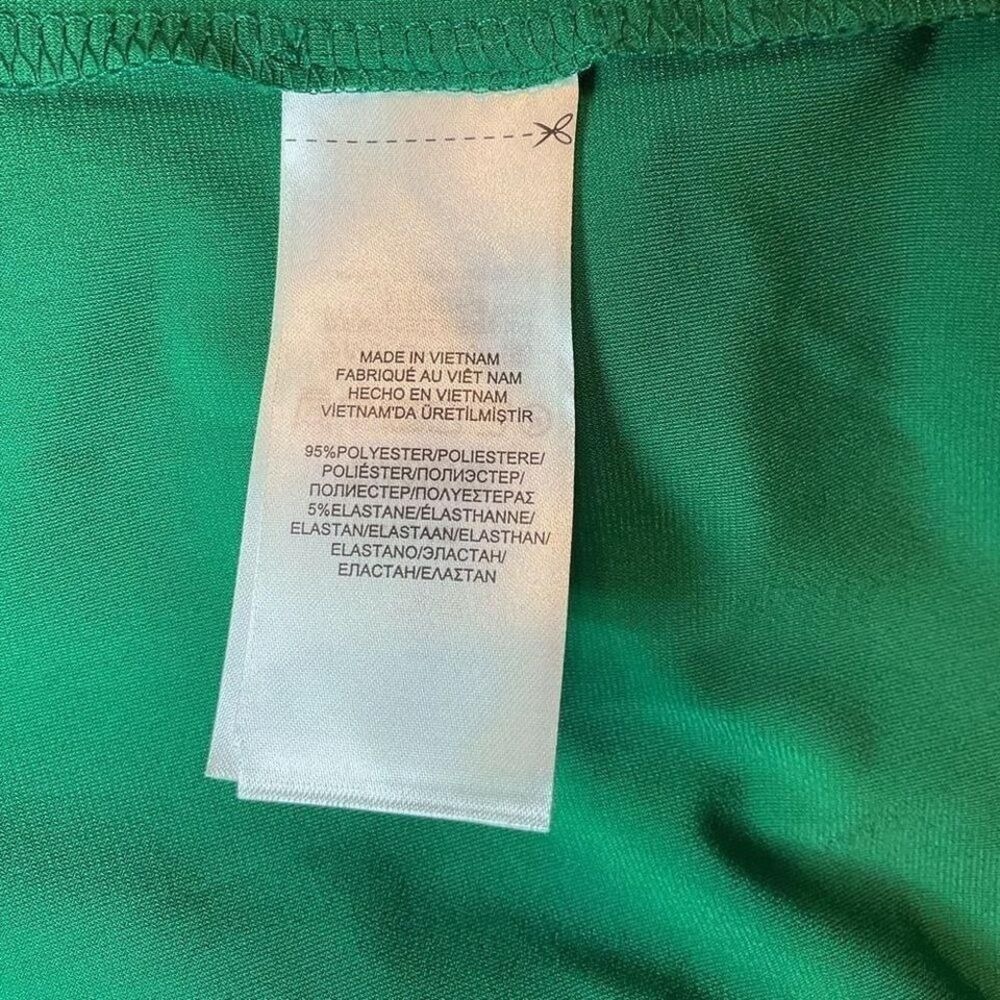 MADE IN VIETNAM
FABRIQUÉ AU VIÊT NAM
HECHO EN VIETNAM
VİETNAM'DA ÜRETİLMİŞTİR
95%POLYESTER/POLIESTERE/
POLIÉSTER/ПОЛИЭСТЕР/
ПОЛИЕСТЕР/ΠΟΛΥΕΣΤΕΡΑΣ
5%ELASTANE/ÉLASTHANNE/
ELASTAN/ELASTAAN/ELASTHAN/
ELASTANO/ЭЛАСТАН/
ЕЛАСТАН/ΕΛΑΣΤΑΝ